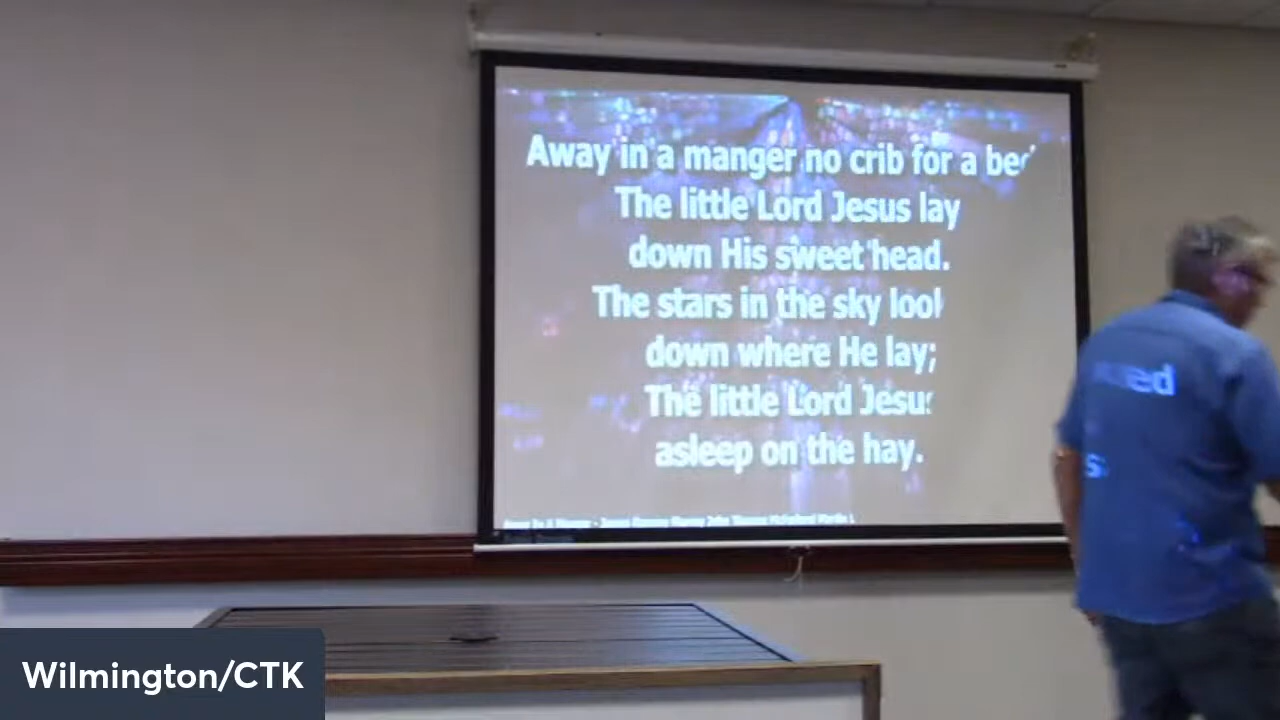 Away in a manger no crib for a bed
The little Lord Jesus lay
down His sweet head.
The stars in the sky look
down where He lay;
The little Lord Jesus
asleep on the hay.
ed
s
Wilmington/CTK